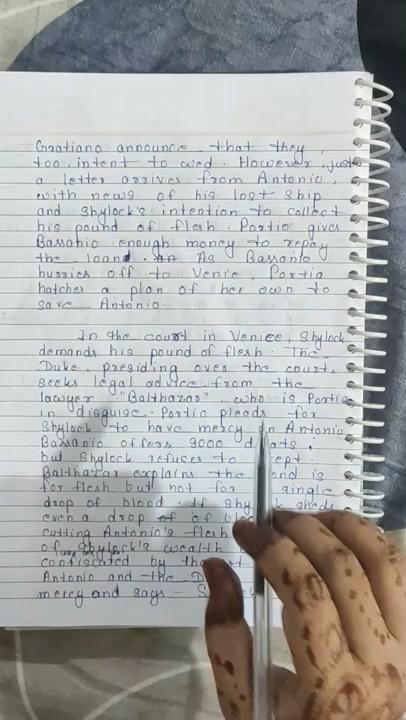 Gratiano announce that they,
too, intent to wed. However, just
a letter arrives from Antonio,
with news of his lost ship
and Shylock's intention to collect
his pound of flesh. Portio gives
Bassanio enough money to repay
the loan. As Bassanio
hurries off to Venice, Portia
hatches a plan of her own to
save Antonio.
In the court in Venice, Shylock
demands his pound of flesh. The
Duke, presiding over the court,
seeks legal advice from the
lawyer "Balthazar", who is Portia
in disguise. Portia pleads for
Shylock to have mercy on Antonio
Bassanio offers 9000
but Shylock refuses to
Balthazar explains the is
for flesh but not for single
drop of blood. If sheds
even a drop of of
cutting Antonio's flesh
of Shylock's wealth
confiscated by the
Antonio and the
mercy and says -